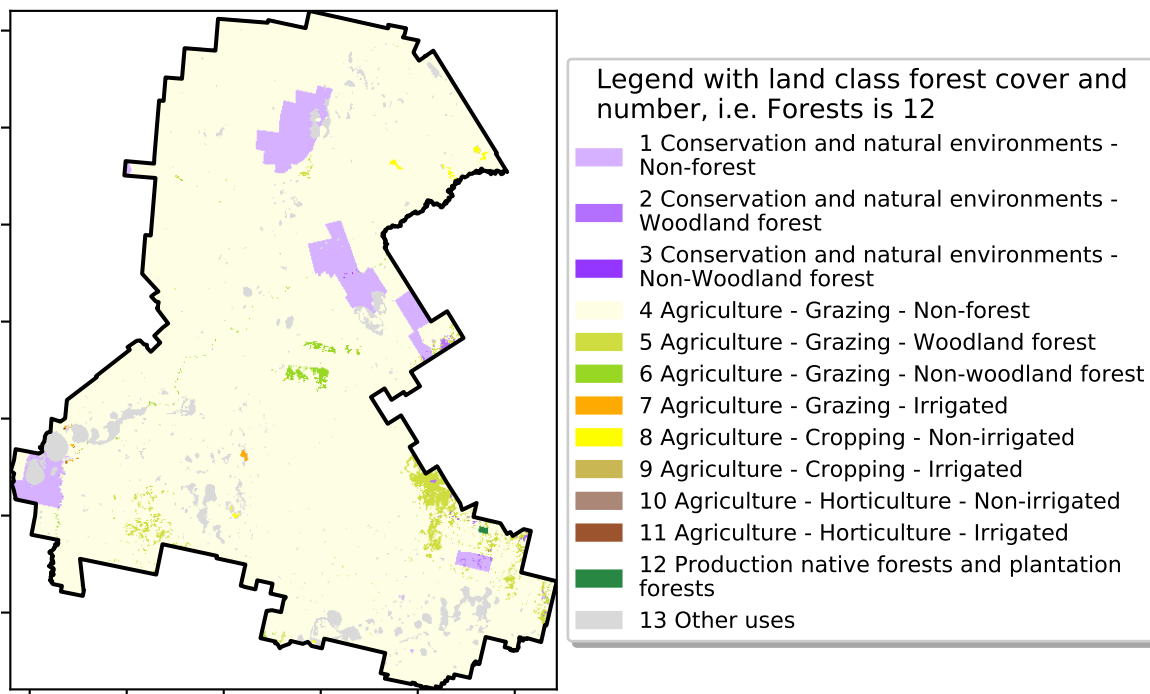 Legend with land class forest cover and
number, i.e. Forests is 12
1 Conservation and natural environments -
Non-forest
2 Conservation and natural environments -
Woodland forest
3 Conservation and natural environments -
Non-Woodland forest
4 Agriculture - Grazing - Non-forest
5 Agriculture - Grazing - Woodland forest
6 Agriculture - Grazing - Non-woodland forest
7 Agriculture - Grazing - Irrigated
8 Agriculture - Cropping - Non-irrigated
9 Agriculture - Cropping - Irrigated
10 Agriculture - Horticulture - Non-irrigated
11 Agriculture - Horticulture - Irrigated
12 Production native forests and plantation
forests
13 Other uses